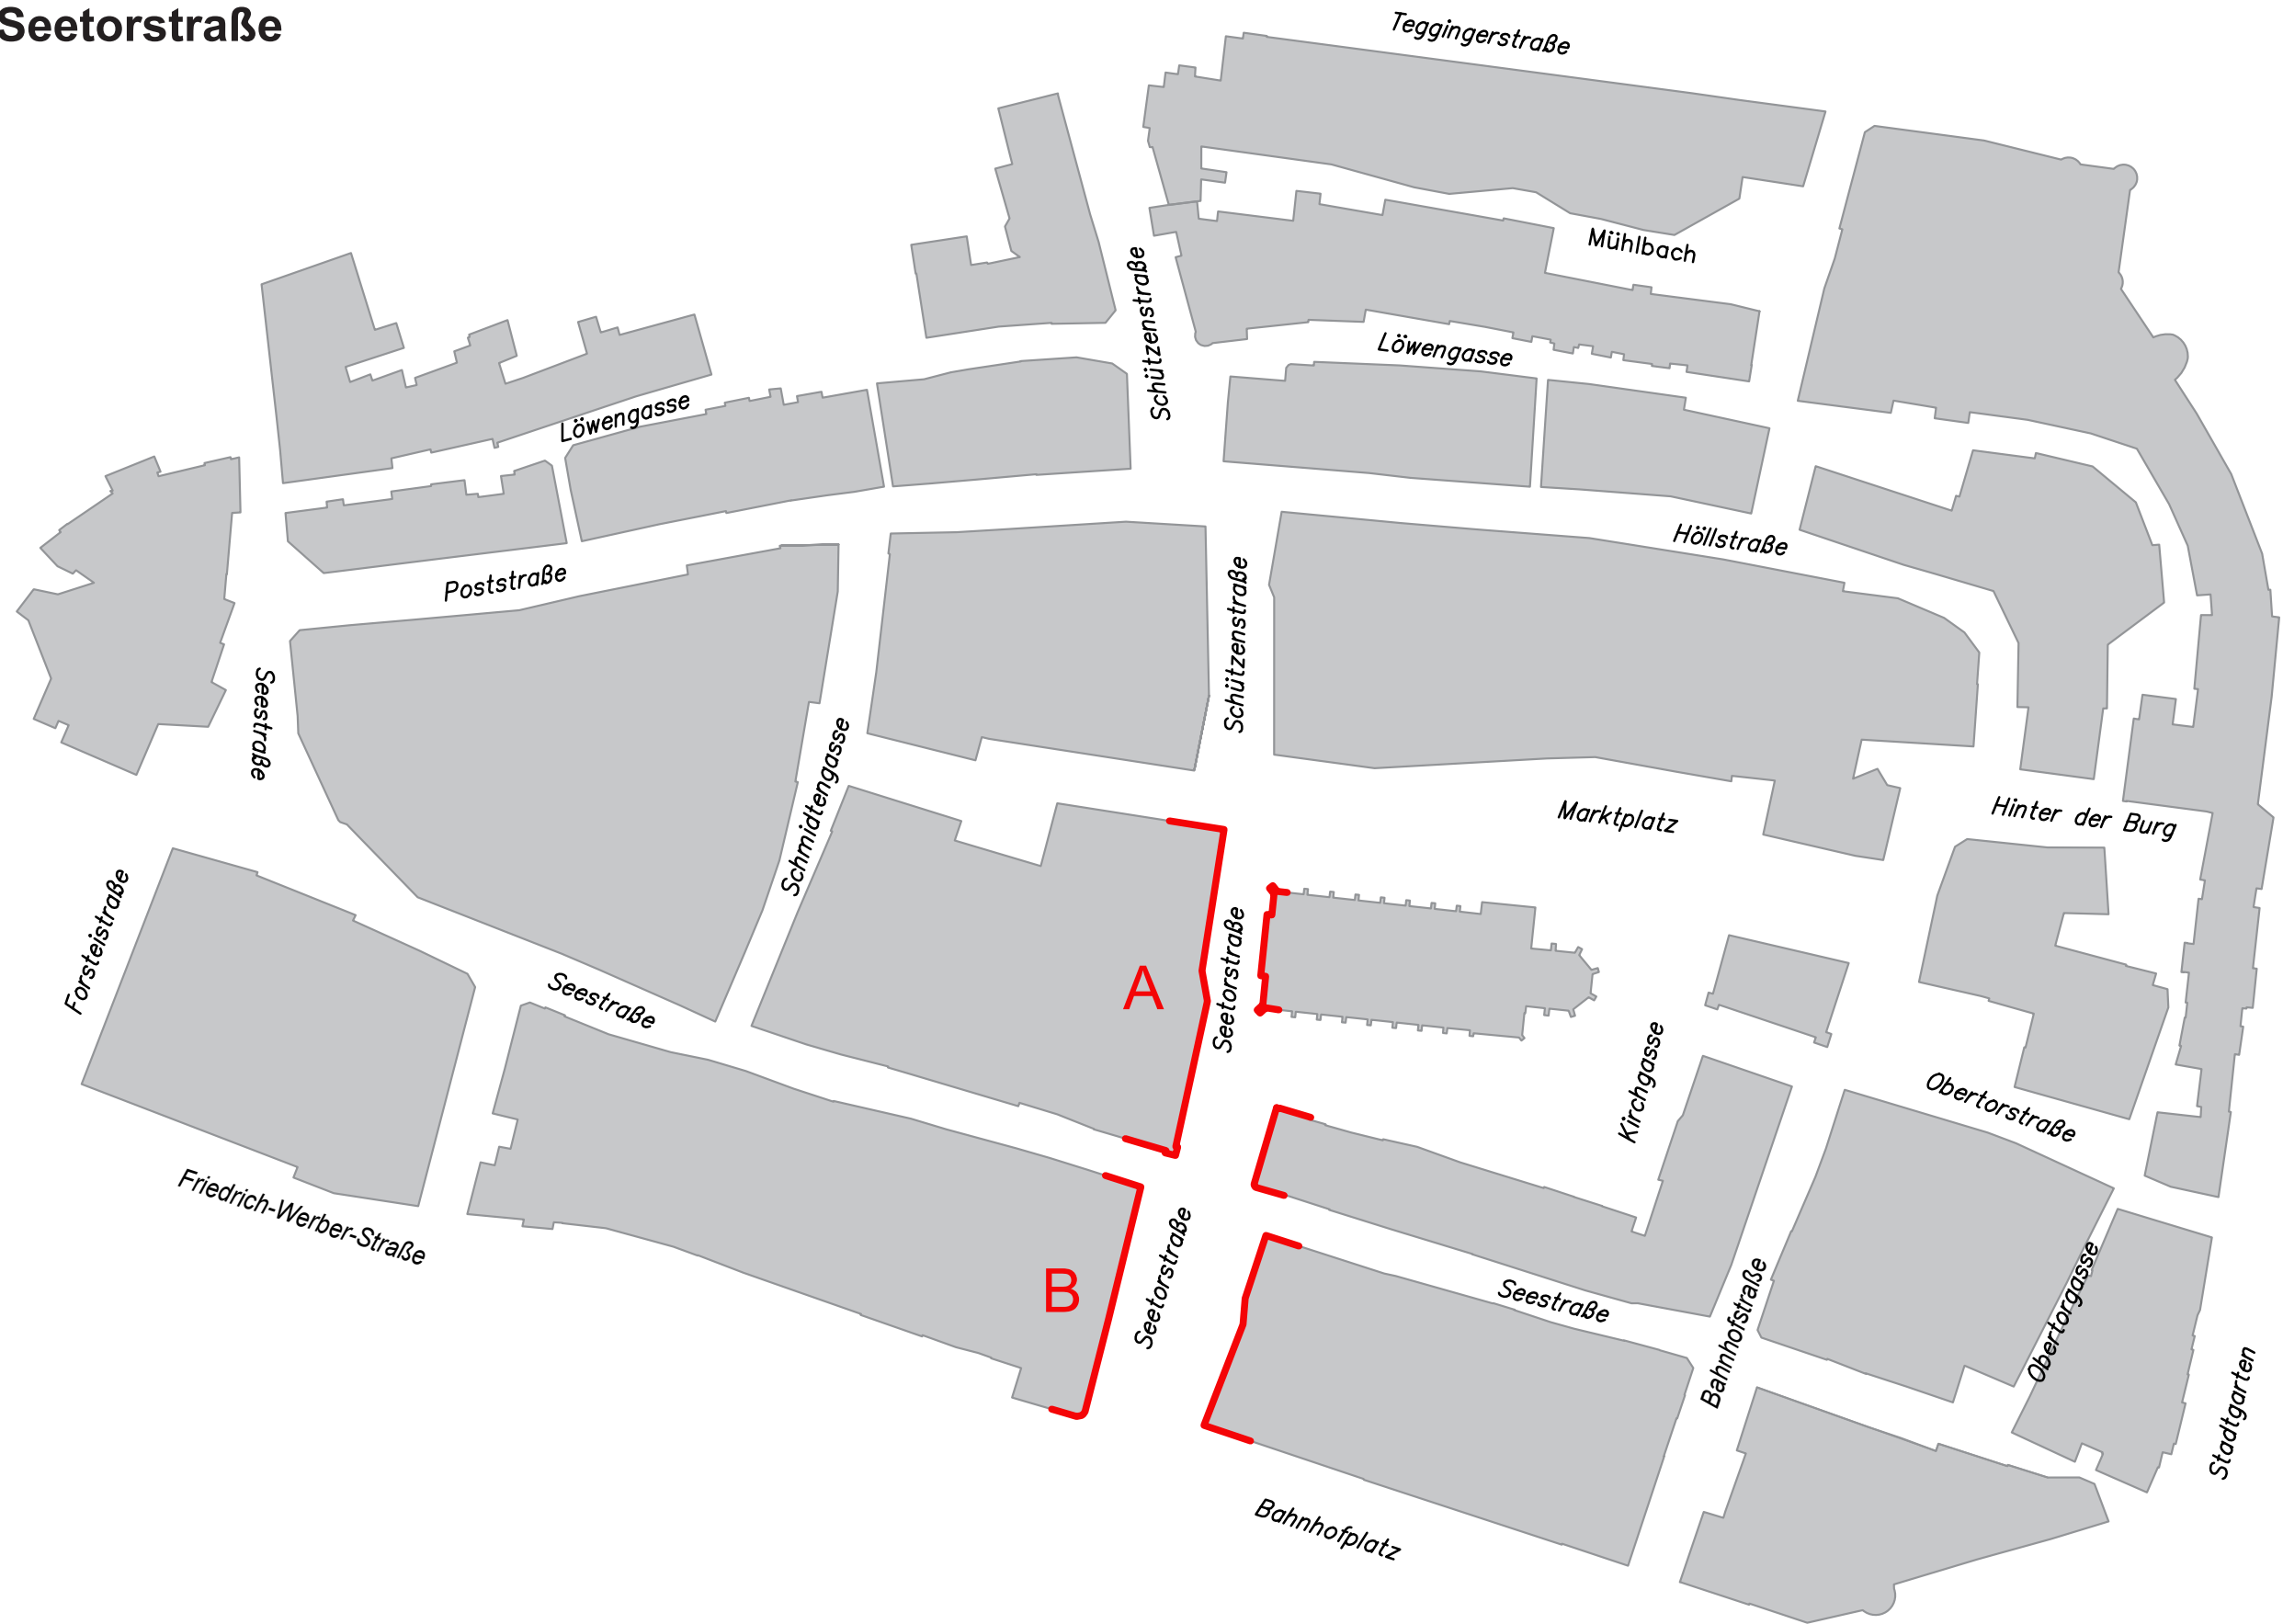 Seetorstraße
Teggingerstraße
Mühlbach
Schützenstraße
Löwengasse
Löwengasse
Höllstraße
Poststraße
Schützenstraße
Seestraße
Schmidtengasse
Marktplatz
Hinter der Burg
Forsteistraße
Seetorstraße
A
Seestraße
Kirchgasse
Obertorstraße
Friedrich-Werber-Straße
B
Seetorstraße
Seestraße
Bahnhofstraße
Obertorgasse
Stadtgarten
Bahnhofplatz